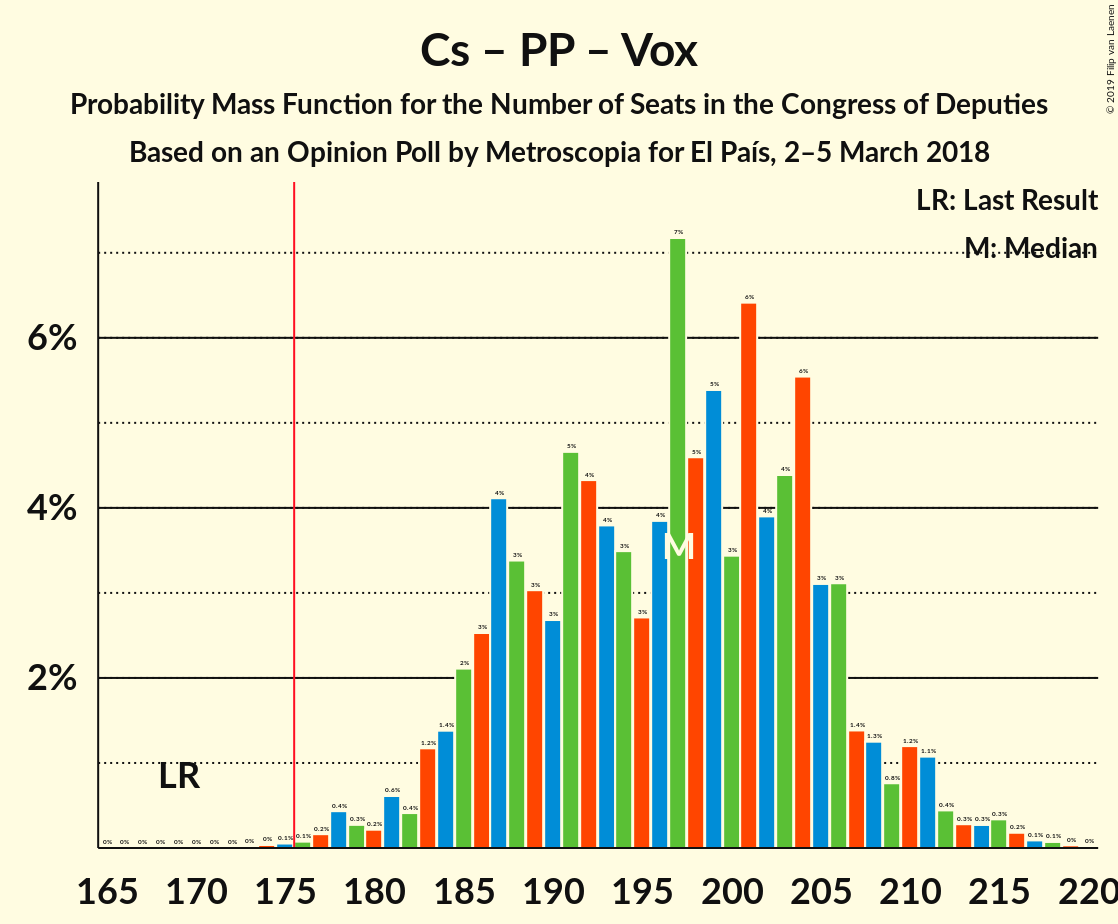 Cs – PP – Vox
Probability Mass Function for the Number of Seats in the Congress of Deputies
Based on an Opinion Poll by Metroscopia for El País, 2–5 March 2018
© 2019 Filip van Laenen
LR: Last Result
M: Median
6%
4%
2%
LR
M
0% 0% 0% 0% 0% 0% 0% 0% 0% 0% 0.1% 0.1% 0.2% 0.4% 0.3% 0.2% 0.6% 0.4% 1.2% 1.4% 2% 3% 4% 3% 3% 3% 5% 4% 4% 3% 3% 4% 7% 5% 5% 3% 6% 4% 4% 6% 3% 3% 1.4% 1.3% 0.8% 1.2% 1.1% 0.4% 0.3% 0.3% 0.3% 0.2% 0.1% 0.1% 0% 0%
165 170 175 180 185 190 195 200 205 210 215 220